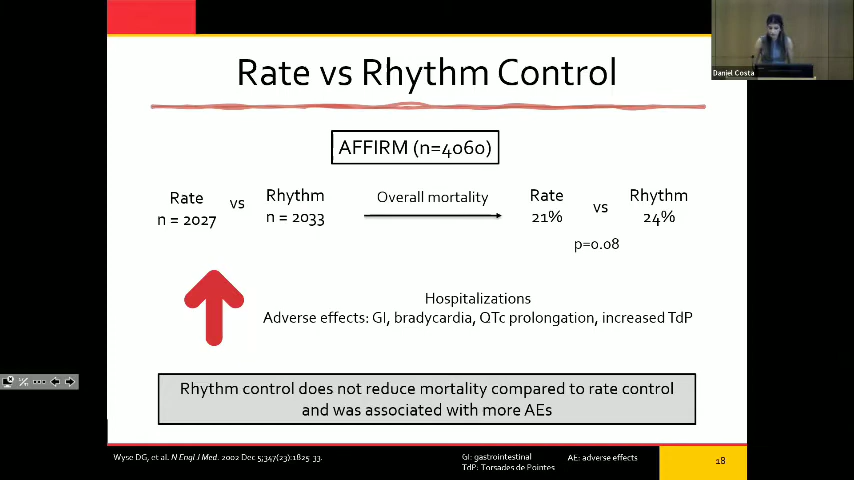 Daniel Costa
Rate vs Rhythm Control
AFFIRM (n=4060)
Rate
n = 2027
vs
Rhythm
n = 2033
Overall mortality
Rate
21%
vs
Rhythm
24%
p=0.08
Hospitalizations
Adverse effects: GI, bradycardia, QTc prolongation, increased TdP
Rhythm control does not reduce mortality compared to rate control
and was associated with more AEs
Wyse DG, et al. N Engl J Med. 2002 Dec 5;347(23):1825-33.
GI: gastrointestinal
TdP: Torsades de Pointes
AE: adverse effects
18